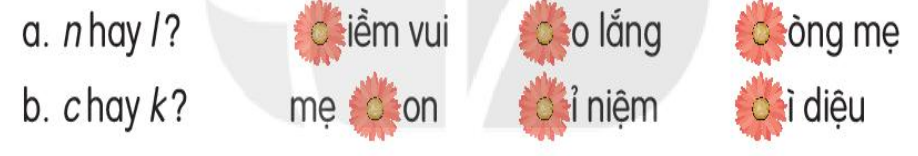 a. n hay l? iềm vui o lắng òng mẹ
b. c hay k? mẹ on ỉ niệm ì diệu